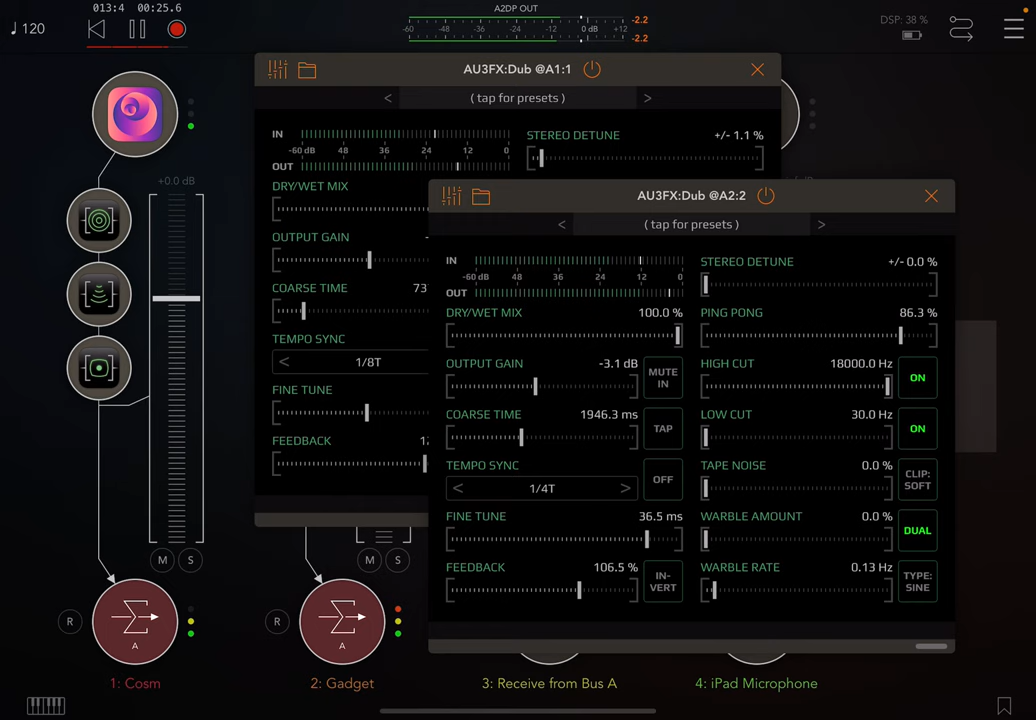 013:4 00:25.6
A2DP OUT
♩ 120
-60 -48 -36 -24 -12 0 dB +12
-2.2
-2.2
DSP: 38 %
AU3FX:Dub @A1:1
< ( tap for presets ) >
IN
-60 dB 48 36 24 12 0
OUT
STEREO DETUNE +/- 1.1 %
DRY/WET MIX
OUTPUT GAIN
COARSE TIME
TEMPO SYNC
< 1/8T
FINE TUNE
FEEDBACK
+0.0 dB
AU3FX:Dub @A2:2
< ( tap for presets ) >
IN
-60 dB 48 36 24 12 0
OUT
STEREO DETUNE +/- 0.0 %
DRY/WET MIX 100.0 %
PING PONG 86.3 %
OUTPUT GAIN -3.1 dB
MUTE IN
HIGH CUT 18000.0 Hz
ON
COARSE TIME 1946.3 ms
TAP
LOW CUT 30.0 Hz
ON
TEMPO SYNC
< 1/4T >
OFF
TAPE NOISE 0.0 %
CLIP: SOFT
FINE TUNE 36.5 ms
WARBLE AMOUNT 0.0 %
DUAL
FEEDBACK 106.5 %
IN-VERT
WARBLE RATE 0.13 Hz
TYPE: SINE
M S
M S
R
A
R
A
1: Cosm
2: Gadget
3: Receive from Bus A
4: iPad Microphone